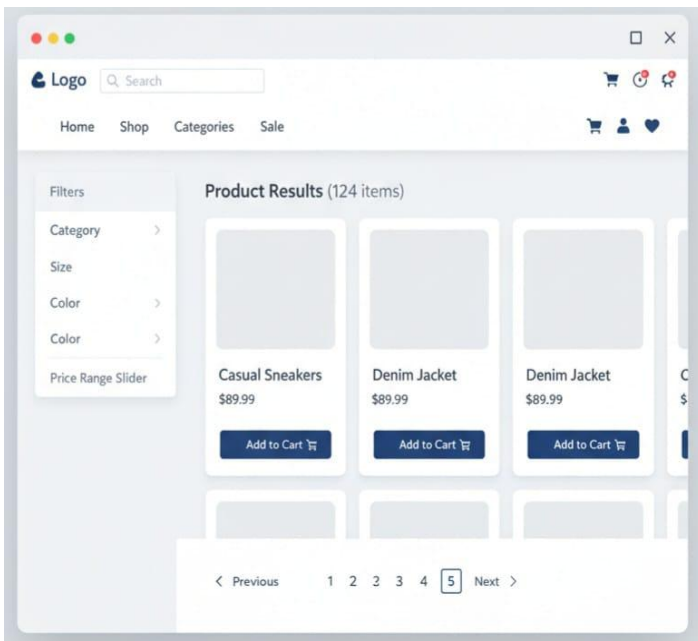 Logo
Search
Home Shop Categories Sale
Filters
Category
Size
Color
Color
Price Range Slider
Product Results (124 items)
Casual Sneakers
$89.99
Add to Cart
Denim Jacket
$89.99
Add to Cart
Denim Jacket
$89.99
Add to Cart
C
$
< Previous 1 2 3 4 5 Next >